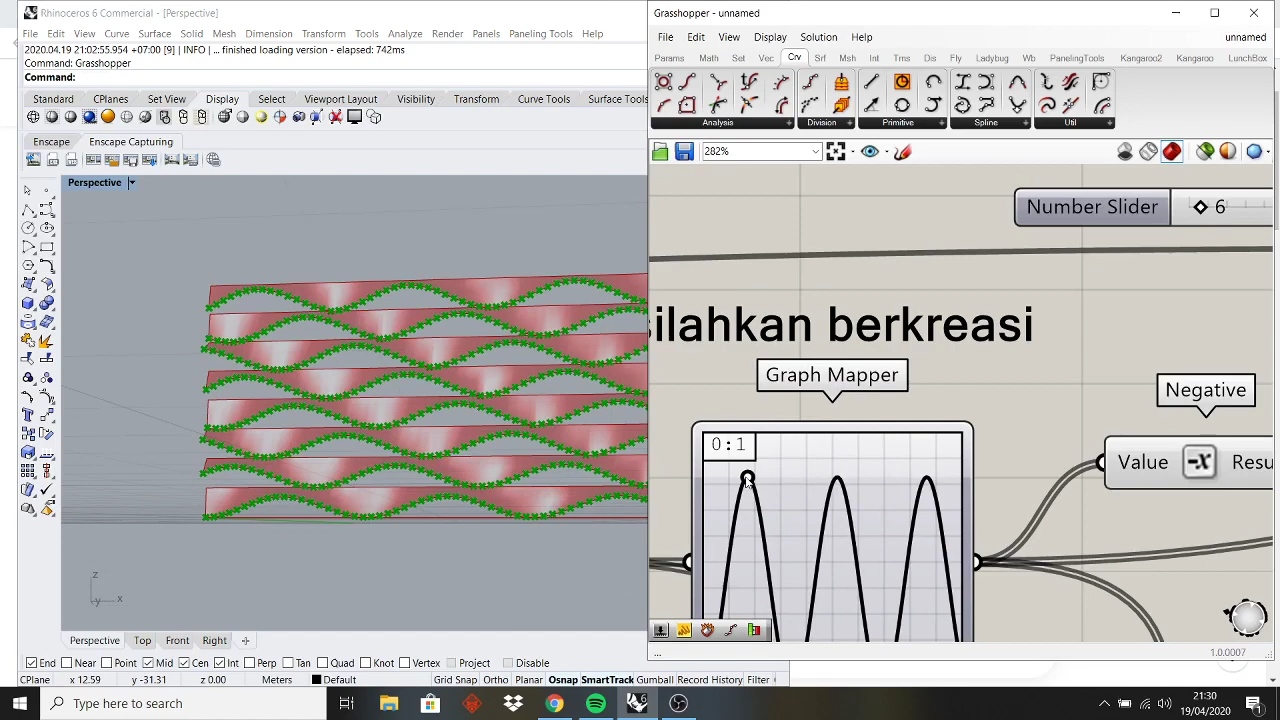 Rhinoceros 6 Commercial - [Perspective]
File Edit View Curve Surface Solid Mesh Dimension Transform Tools Analyze Render Panels Paneling Tools Help
2020.04.19 21:02:55.954 +07:00 [9] | INFO | ... finished loading version - elapsed: 742ms
Command: Grasshopper
Command:
Standard CPlanes Set View Display Select Viewport Layout Visibility Transform Curve Tools Surface Tools
Escape Escape Capturing
Perspective
z
y x
Perspective Top Front Right
End Near Point Mid Cen Int Perp Tan Quad Knot Vertex Project Disable
CPlane x 12.59 y -31.31 z 0.00 Meters Default Grid Snap Ortho Planar Osnap SmartTrack Gumball Record History Filter
Grasshopper - unnamed
File Edit View Display Solution Help unnamed
Params Math Set Vec Crv Srf Msh Int Trns Dis Fly Ladybug Wb PanelingTools Kangaroo2 Kangaroo LunchBox
Analysis Division Primitive Spline Util
282%
Number Slider 6
silahkan berkreasi
Graph Mapper
Negative
0:1
Value -x Resu
...
1.0.0007
Type here to search
21:30
19/04/2020
6
1